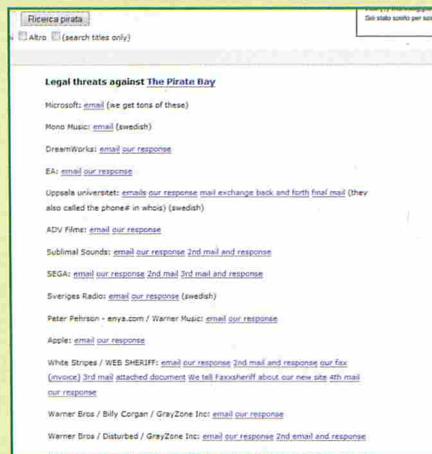 Ricerca pirata
Sei stato scelto per
Altro (search titles only)
Legal threats against The Pirate Bay
Microsoft: email (we get tons of these)
Mono Music: email (swedish)
DreamWorks: email our response
EA: email our response
Uppsala universitet: emails our response mail exchange back and forth final mail (they
also called the phone# in whois) (swedish)
ADV Films: email our response
Sublimal Sounds: email our response 2nd mail and response
SEGA: email our response 2nd mail 3rd mail and response
Sveriges Radio: email our response (swedish)
Peter Pehrson - enya.com / Warner Music: email our response
Apple: email our response
White Stripes / WEB SHERIFF: email our response 2nd mail and response our fax
(invoice) 3rd mail attached document We tell Faxxsheriff about our new site 4th mail
our response
Warner Bros / Billy Corgan / GrayZone Inc: email our response
Warner Bros / Disturbed / GrayZone Inc: email our response 2nd email and response